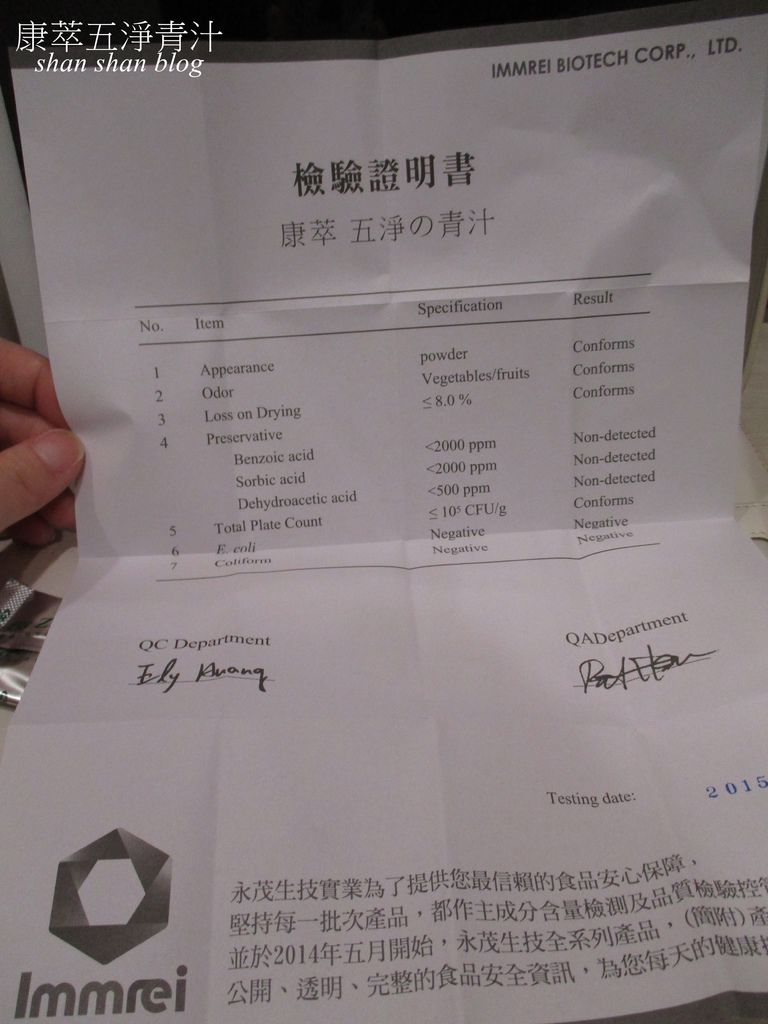 康萃五淨青汁
shan shan blog
IMMREI BIOTECH CORP., LTD.
檢驗證明書
康萃 五淨の青汁
No. Item Specification Result
1 Appearance powder Conforms
2 Odor Vegetables/fruits Conforms
3 Loss on Drying ≤ 8.0 % Conforms
4 Preservative
Benzoic acid <2000 ppm Non-detected
Sorbic acid <2000 ppm Non-detected
Dehydroacetic acid <500 ppm Non-detected
5 Total Plate Count ≤ 10⁵ CFU/g Conforms
6 E. coli Negative Negative
7 Coliform Negative Negative
QC Department QADepartment
Ely Huang
Testing date: 2015
永茂生技實業為了提供您最信賴的食品安心保障，
堅持每一批次產品，都作主成分含量檢測及品質檢驗控管
並於2014年五月開始，永茂生技全系列產品，(簡附)產
公開、透明、完整的食品安全資訊，為您每天的健康
Immrei